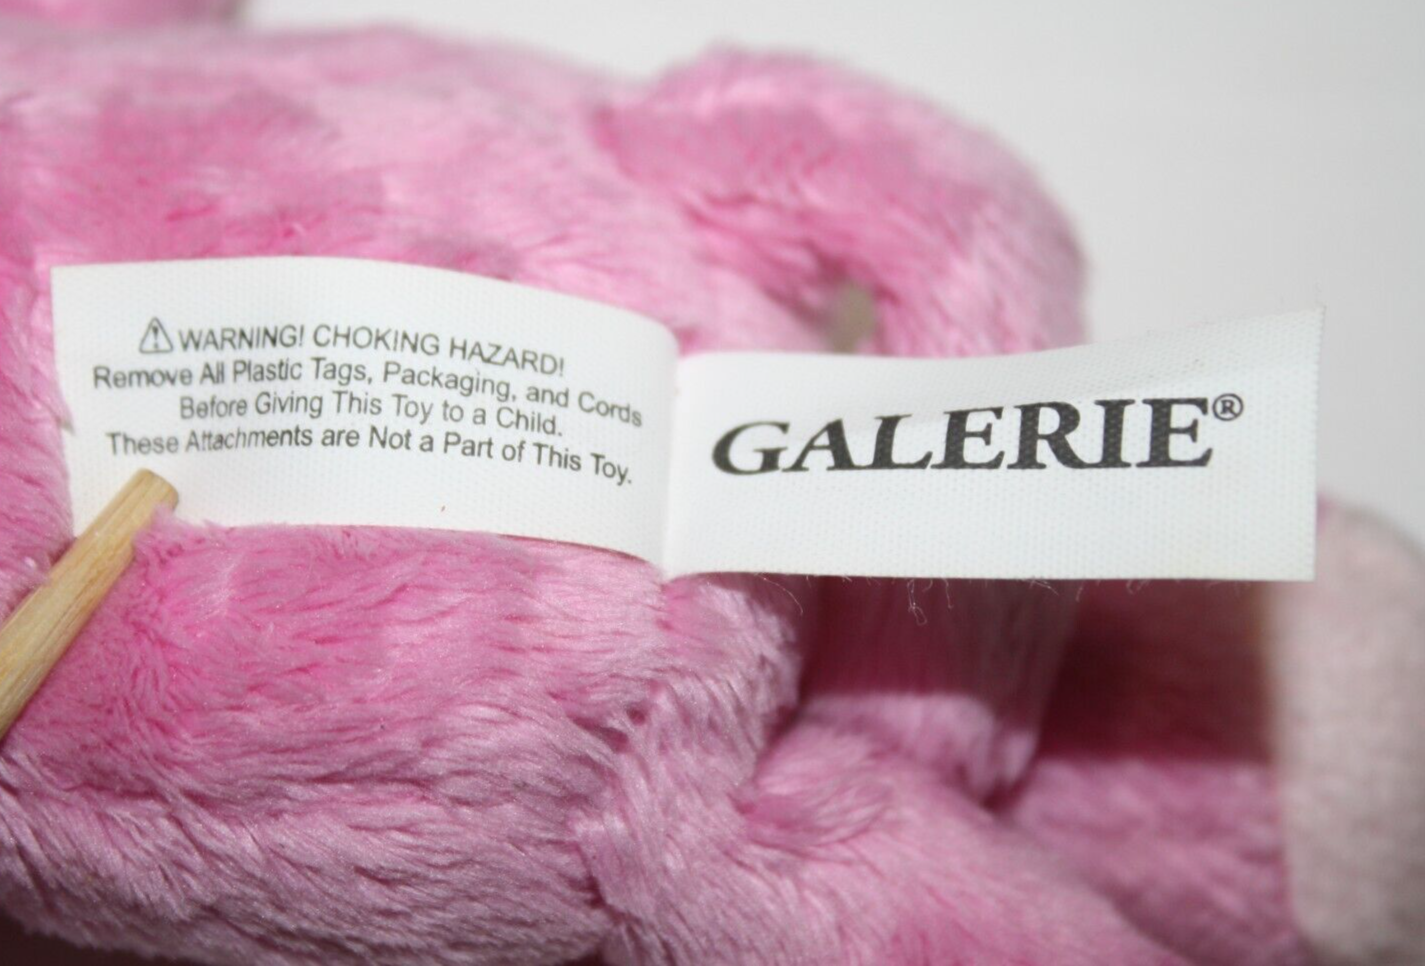 ⚠ WARNING! CHOKING HAZARD!
Remove All Plastic Tags, Packaging, and Cords
Before Giving This Toy to a Child.
These Attachments are Not a Part of This Toy.
GALERIE®